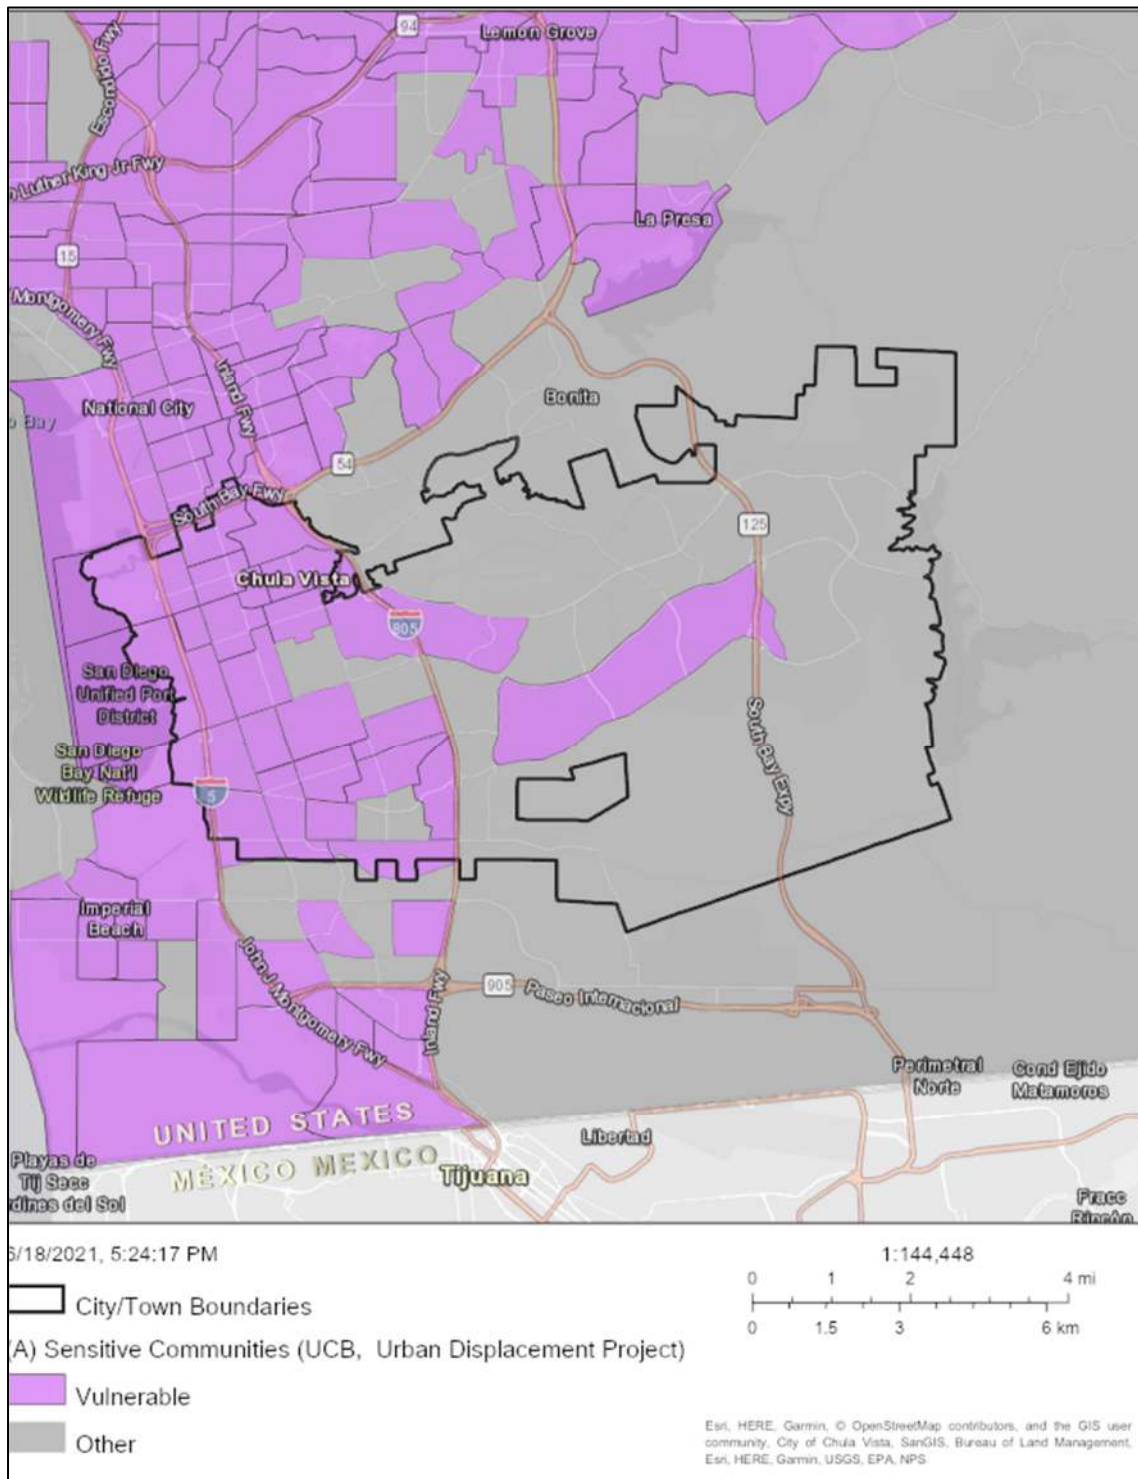 94
Lemon Grove
Escondido Fwy
Luther King Jr Fwy
La Presa
15
Montgomery Fwy
Inland Fwy
National City
Bonita
Bay
54
South Bay Fwy
125
Chula Vista
805
San Diego
Unified Port
District
San Diego
Bay Nat'l
Wildlife Refuge
South Bay Expy
5
Imperial
Beach
John J Montgomery Fwy
Inland Fwy
905
Paseo Internacional
Perimetral
Norte
Cond Ejido
Matamoros
UNITED STATES
MÉXICO MEXICO
Libertad
Playas de
Tij Secc
rdines del Sol
Tijuana
Fracc
Rincón
6/18/2021, 5:24:17 PM
1:144,448
0 1 2 4 mi
0 1.5 3 6 km
City/Town Boundaries
(A) Sensitive Communities (UCB, Urban Displacement Project)
Vulnerable
Other
Esri, HERE, Garmin, © OpenStreetMap contributors, and the GIS user
community, City of Chula Vista, SanGIS, Bureau of Land Management,
Esri, HERE, Garmin, USGS, EPA, NPS